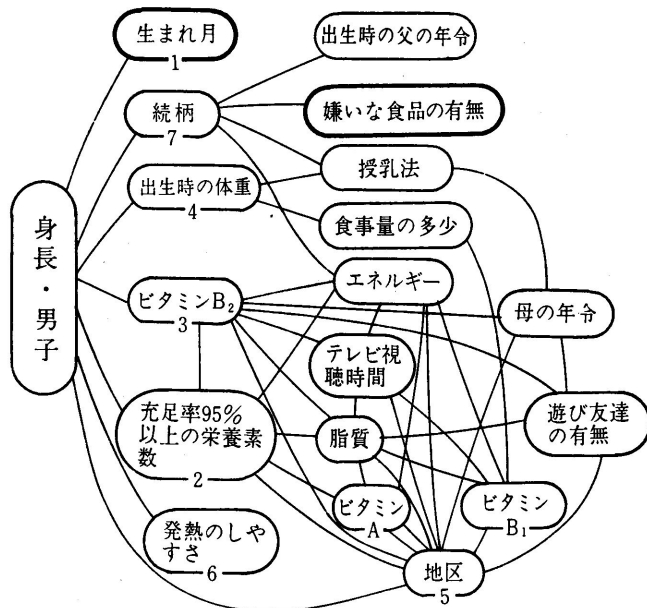 生まれ月
1
出生時の父の年令
続柄
7
嫌いな食品の有無
授乳法
出生時の体重
4
食事量の多少
身長・男子
エネルギー
ビタミンB₂
3
母の年令
テレビ視
聴時間
充足率95%
以上の栄養素
数
2
脂質
遊び友達
の有無
ビタミン
A
ビタミン
B₁
発熱のしや
すさ
6
地区
5